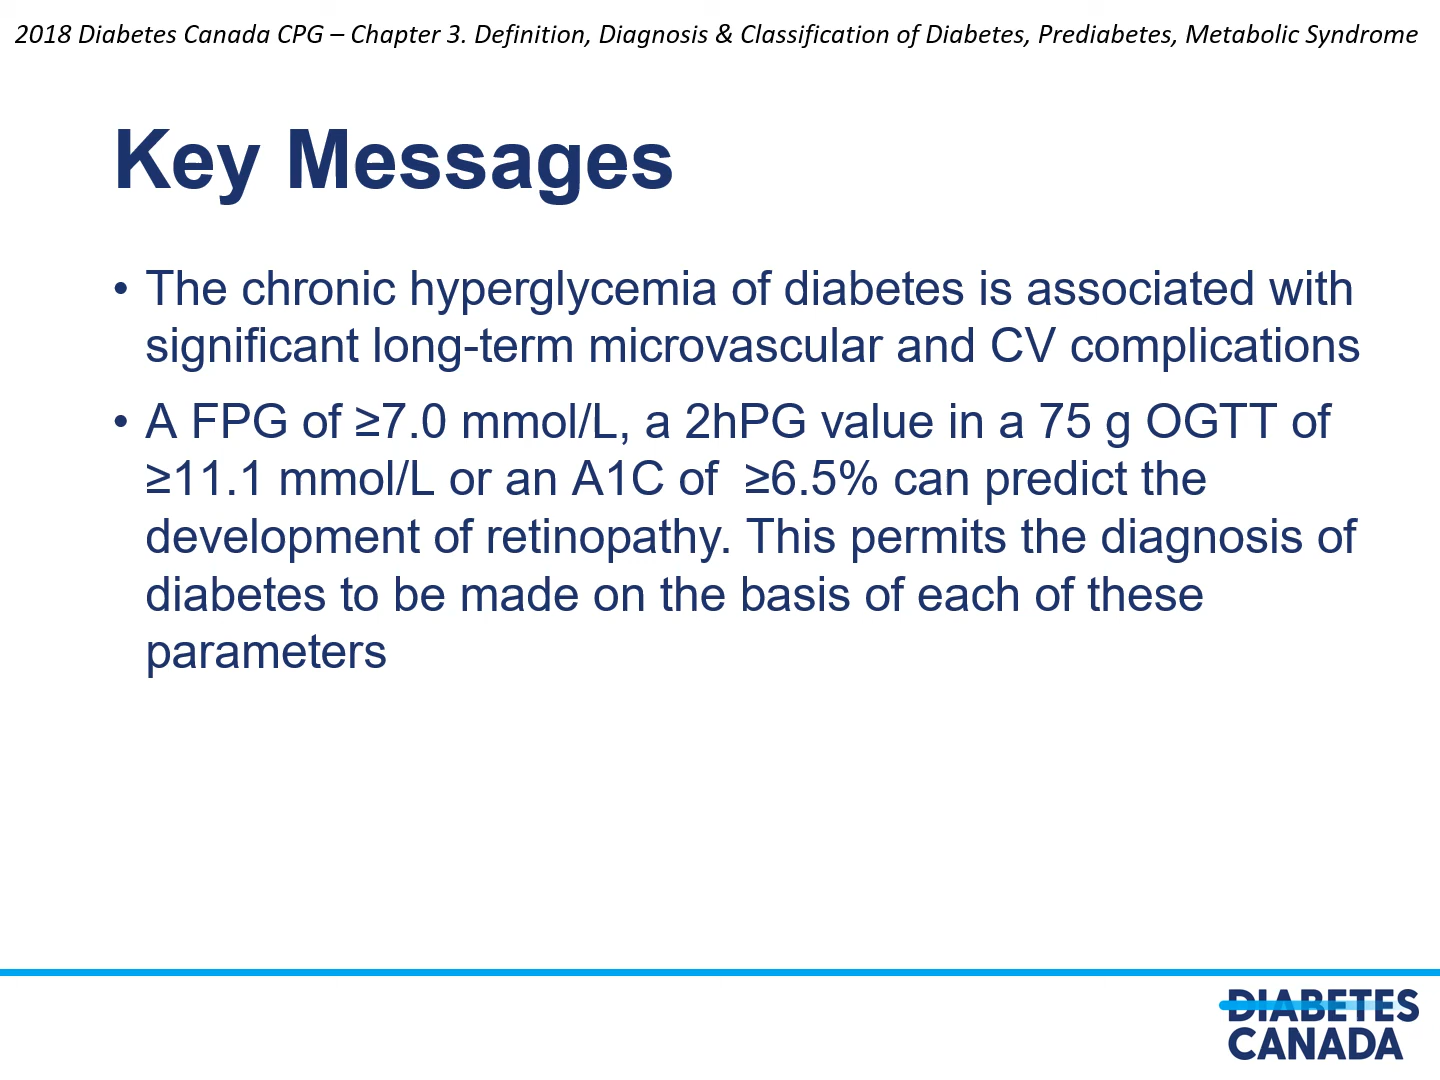 2018 Diabetes Canada CPG – Chapter 3. Definition, Diagnosis & Classification of Diabetes, Prediabetes, Metabolic Syndrome
Key Messages
• The chronic hyperglycemia of diabetes is associated with
significant long-term microvascular and CV complications
• A FPG of ≥7.0 mmol/L, a 2hPG value in a 75 g OGTT of
≥11.1 mmol/L or an A1C of  ≥6.5% can predict the
development of retinopathy. This permits the diagnosis of
diabetes to be made on the basis of each of these
parameters
DIABETES
CANADA